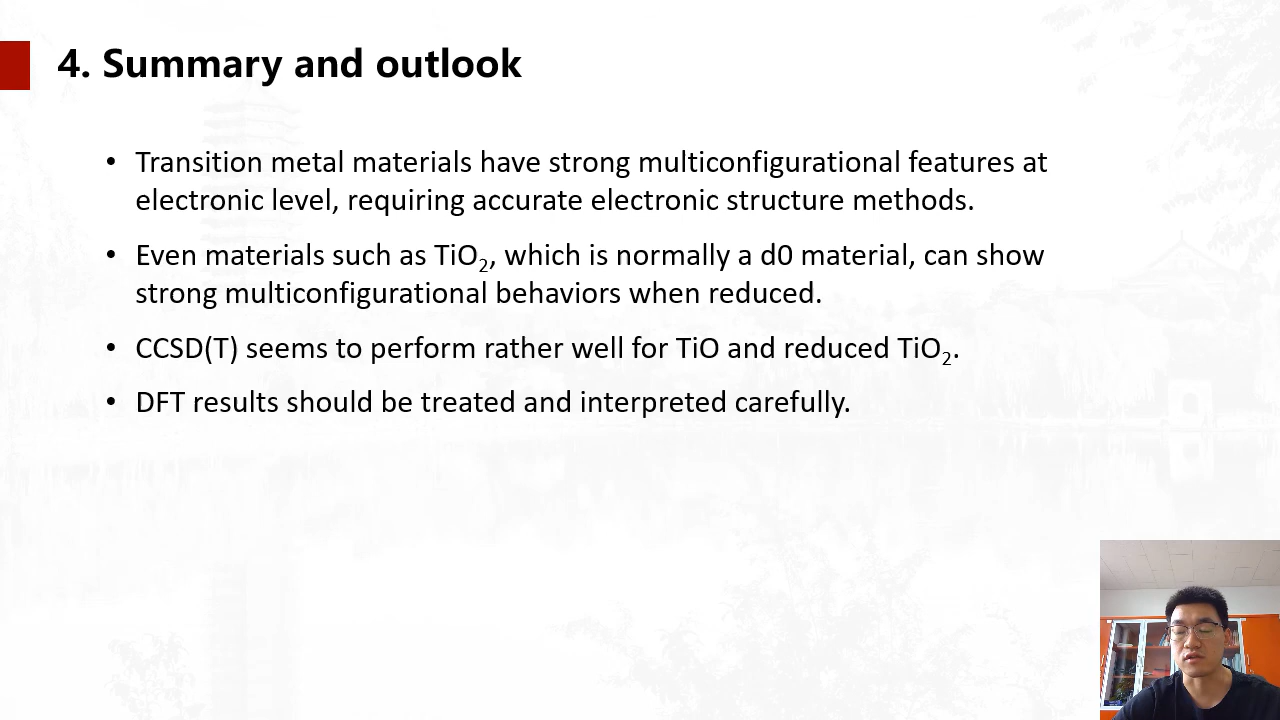 4. Summary and outlook
• Transition metal materials have strong multiconfigurational features at
electronic level, requiring accurate electronic structure methods.
• Even materials such as TiO₂, which is normally a d0 material, can show
strong multiconfigurational behaviors when reduced.
• CCSD(T) seems to perform rather well for TiO and reduced TiO₂.
• DFT results should be treated and interpreted carefully.